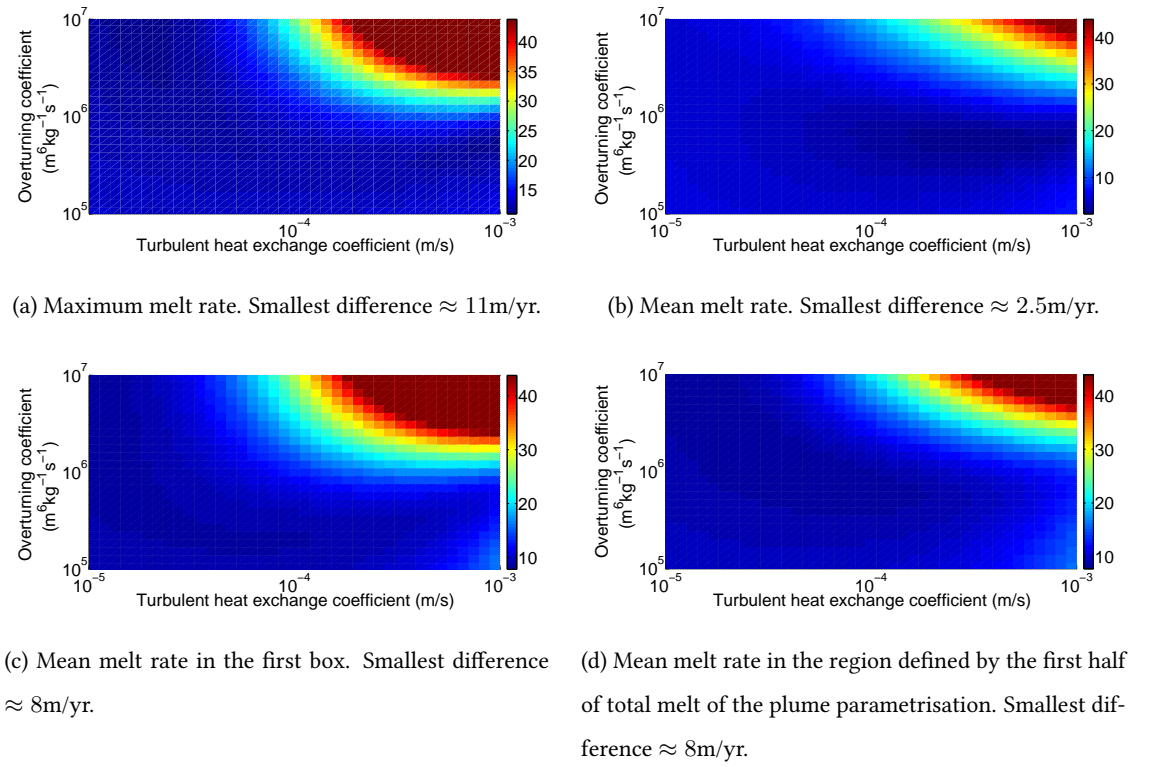 10^7
10^6
10^5
Overturning coefficient
(m^6kg^−1s^−1)
10^−4
10^−3
Turbulent heat exchange coefficient (m/s)
40
35
30
25
20
15
(a) Maximum melt rate. Smallest difference ≈ 11m/yr.
10^7
10^6
10^5
Overturning coefficient
(m^6kg^−1s^−1)
10^−5
10^−4
10^−3
Turbulent heat exchange coefficient (m/s)
40
30
20
10
(b) Mean melt rate. Smallest difference ≈ 2.5m/yr.
10^7
10^6
10^5
Overturning coefficient
(m^6kg^−1s^−1)
10^−5
10^−4
10^−3
Turbulent heat exchange coefficient (m/s)
40
30
20
10
(c) Mean melt rate in the first box. Smallest difference
≈ 8m/yr.
10^7
10^6
10^5
Overturning coefficient
(m^6kg^−1s^−1)
10^−5
10^−4
10^−3
Turbulent heat exchange coefficient (m/s)
40
30
20
10
(d) Mean melt rate in the region defined by the first half
of total melt of the plume parametrisation. Smallest dif-
ference ≈ 8m/yr.